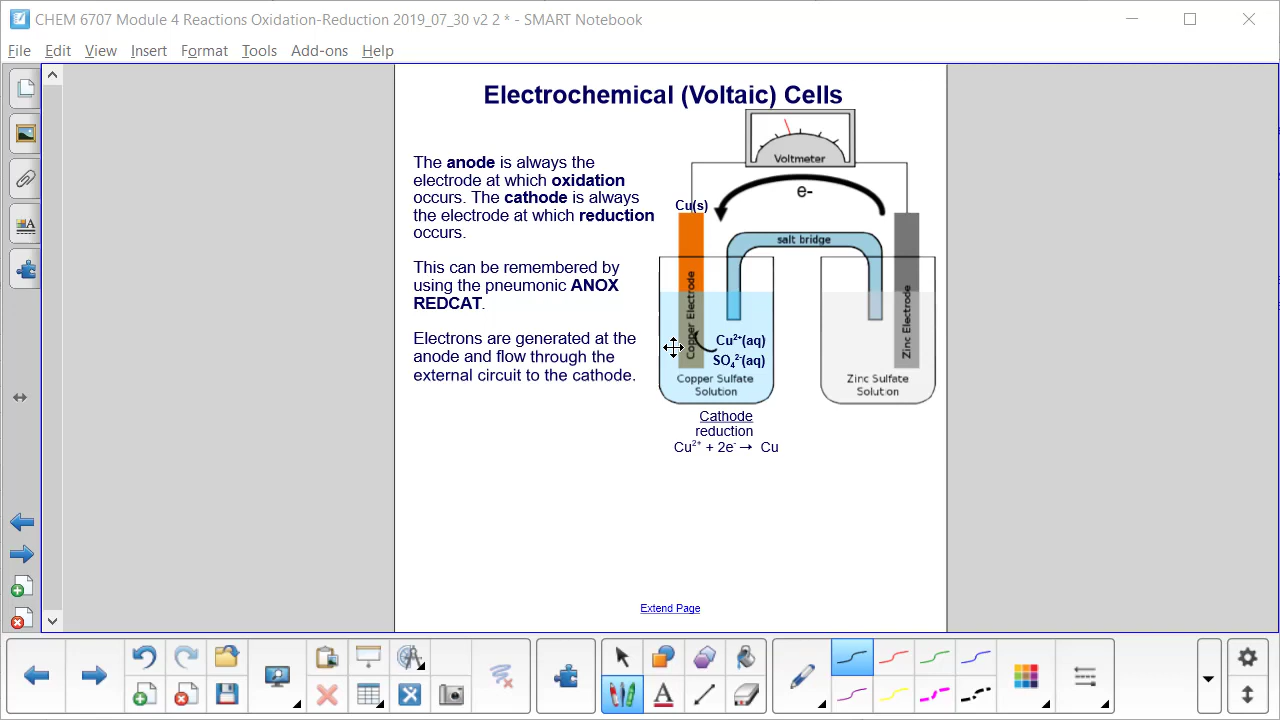 CHEM 6707 Module 4 Reactions Oxidation-Reduction 2019_07_30 v2 2 * - SMART Notebook
File Edit View Insert Format Tools Add-ons Help
Electrochemical (Voltaic) Cells
The anode is always the
electrode at which oxidation
occurs. The cathode is always
the electrode at which reduction
occurs.
This can be remembered by
using the pneumonic ANOX
REDCAT.
Electrons are generated at the
anode and flow through the
external circuit to the cathode.
Voltmeter
e-
Cu(s)
salt bridge
Copper Electrode
Zinc Electrode
Cu²⁺(aq)
SO₄²⁻(aq)
Copper Sulfate
Solution
Zinc Sulfate
Solution
Cathode
reduction
Cu²⁺ + 2e⁻ → Cu
Extend Page